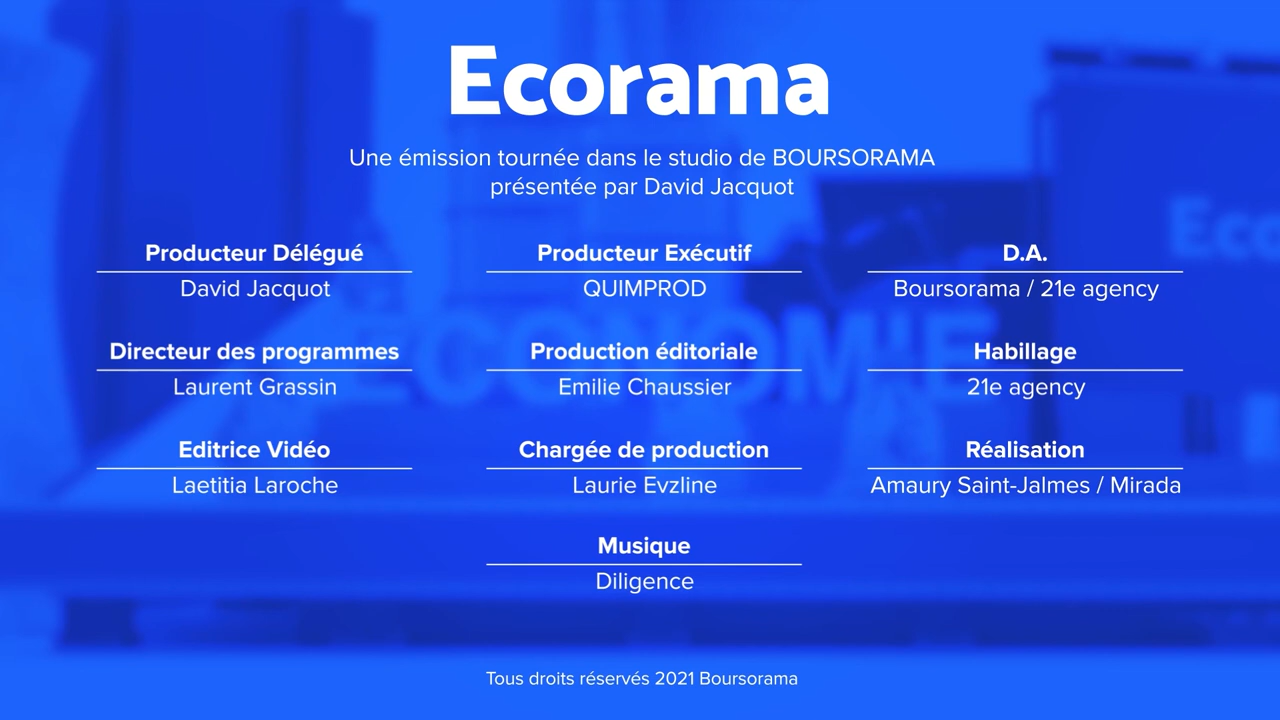 Ecorama
Une émission tournée dans le studio de BOURSORAMA
présentée par David Jacquot
Producteur Délégué
David Jacquot
Producteur Exécutif
QUIMPROD
D.A.
Boursorama / 21e agency
Directeur des programmes
Laurent Grassin
Production éditoriale
Emilie Chaussier
Habillage
21e agency
Editrice Vidéo
Laetitia Laroche
Chargée de production
Laurie Evzline
Réalisation
Amaury Saint-Jalmes / Mirada
Musique
Diligence
Tous droits réservés 2021 Boursorama
ECONOMIE
Eco